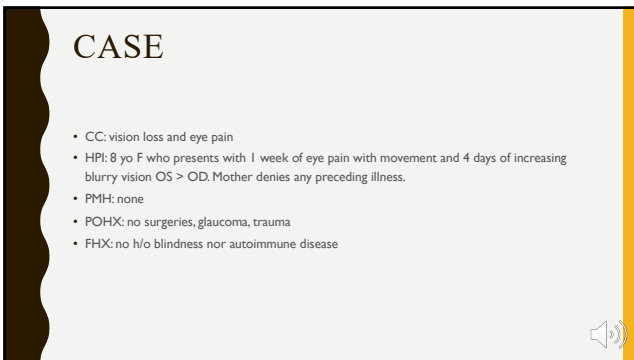 CASE
• CC: vision loss and eye pain
• HPI: 8 yo F who presents with 1 week of eye pain with movement and 4 days of increasing
blurry vision OS > OD. Mother denies any preceding illness.
• PMH: none
• POHX: no surgeries, glaucoma, trauma
• FHX: no h/o blindness nor autoimmune disease